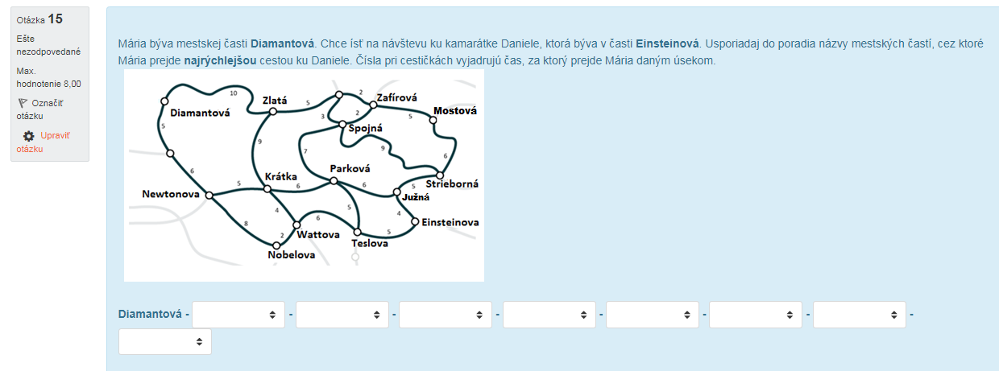 Otázka 15
Ešte
nezodpovedané
Max.
hodnotenie 8,00
Označiť
otázku
Upraviť
otázku
Mária býva mestskej časti Diamantová. Chce ísť na návštevu ku kamarátke Daniele, ktorá býva v časti Einsteinová. Usporiadaj do poradia názvy mestských častí, cez ktoré
Mária prejde najrýchlejšou cestou ku Daniele. Čísla pri cestičkách vyjadrujú čas, za ktorý prejde Mária daným úsekom.
10
2
Zafírová
Zlatá
5
Diamantová
Mostová
3
2
5
5
Spojná
9
9
7
6
6
Parková
Krátka
5
6
6
5
Strieborná
Newtonova
Južná
4
5
4
6
8
Einsteinova
2
Wattova
5
Teslova
Nobelova
Diamantová - - - - - - - -